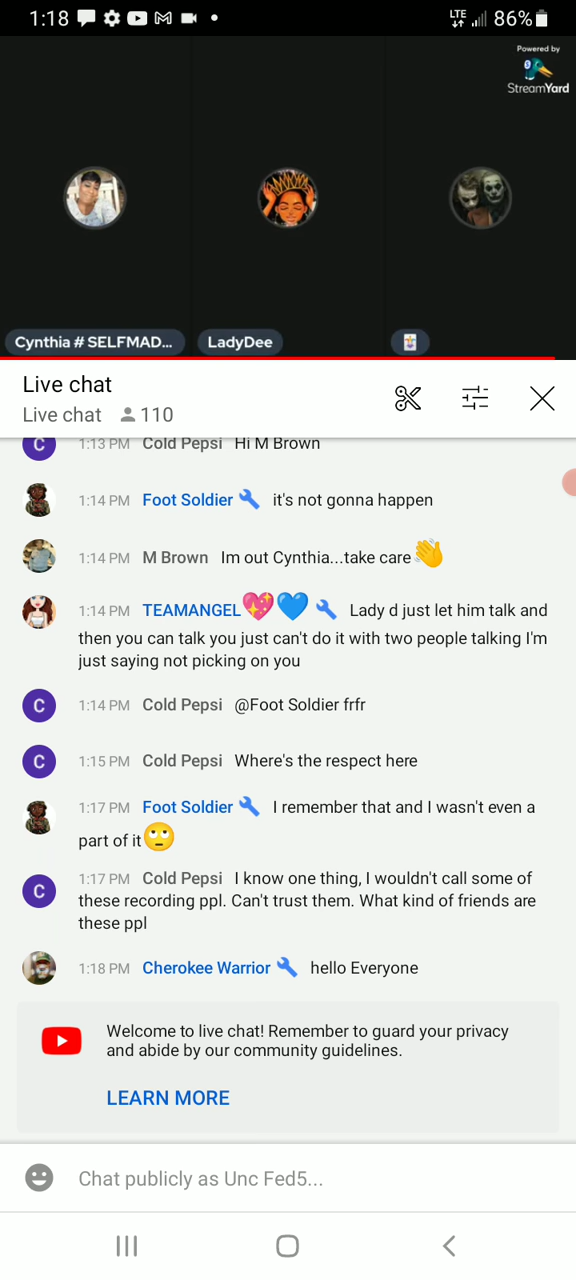 1:18
LTE
86%
Powered by
StreamYard
Cynthia # SELFMAD...
LadyDee
Live chat
Live chat 110
C 1:13 PM Cold Pepsi Hi M Brown
1:14 PM Foot Soldier 🔧 it's not gonna happen
1:14 PM M Brown Im out Cynthia...take care👋
1:14 PM TEAMANGEL💖💙 🔧 Lady d just let him talk and
then you can talk you just can't do it with two people talking I'm
just saying not picking on you
C 1:14 PM Cold Pepsi @Foot Soldier frfr
C 1:15 PM Cold Pepsi Where's the respect here
1:17 PM Foot Soldier 🔧 I remember that and I wasn't even a
part of it🙄
C 1:17 PM Cold Pepsi I know one thing, I wouldn't call some of
these recording ppl. Can't trust them. What kind of friends are
these ppl
1:18 PM Cherokee Warrior 🔧 hello Everyone
Welcome to live chat! Remember to guard your privacy
and abide by our community guidelines.
LEARN MORE
Chat publicly as Unc Fed5...